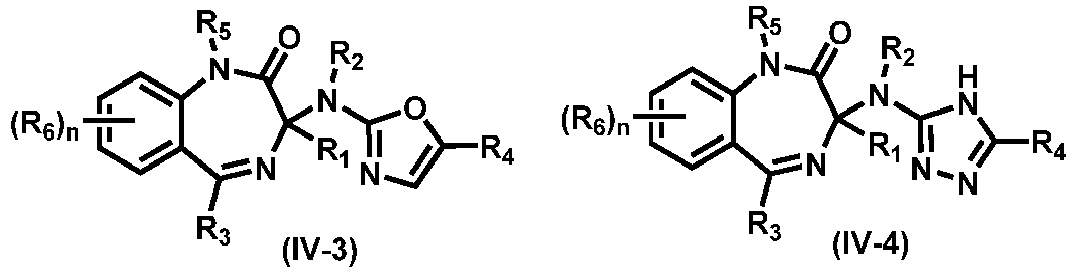 R5 O R2
N
N O
(R6)n R1 R4
N N
R3
(IV-3)
R5 O R2 H
N
N N
(R6)n R1 R4
N N N
R3
(IV-4)